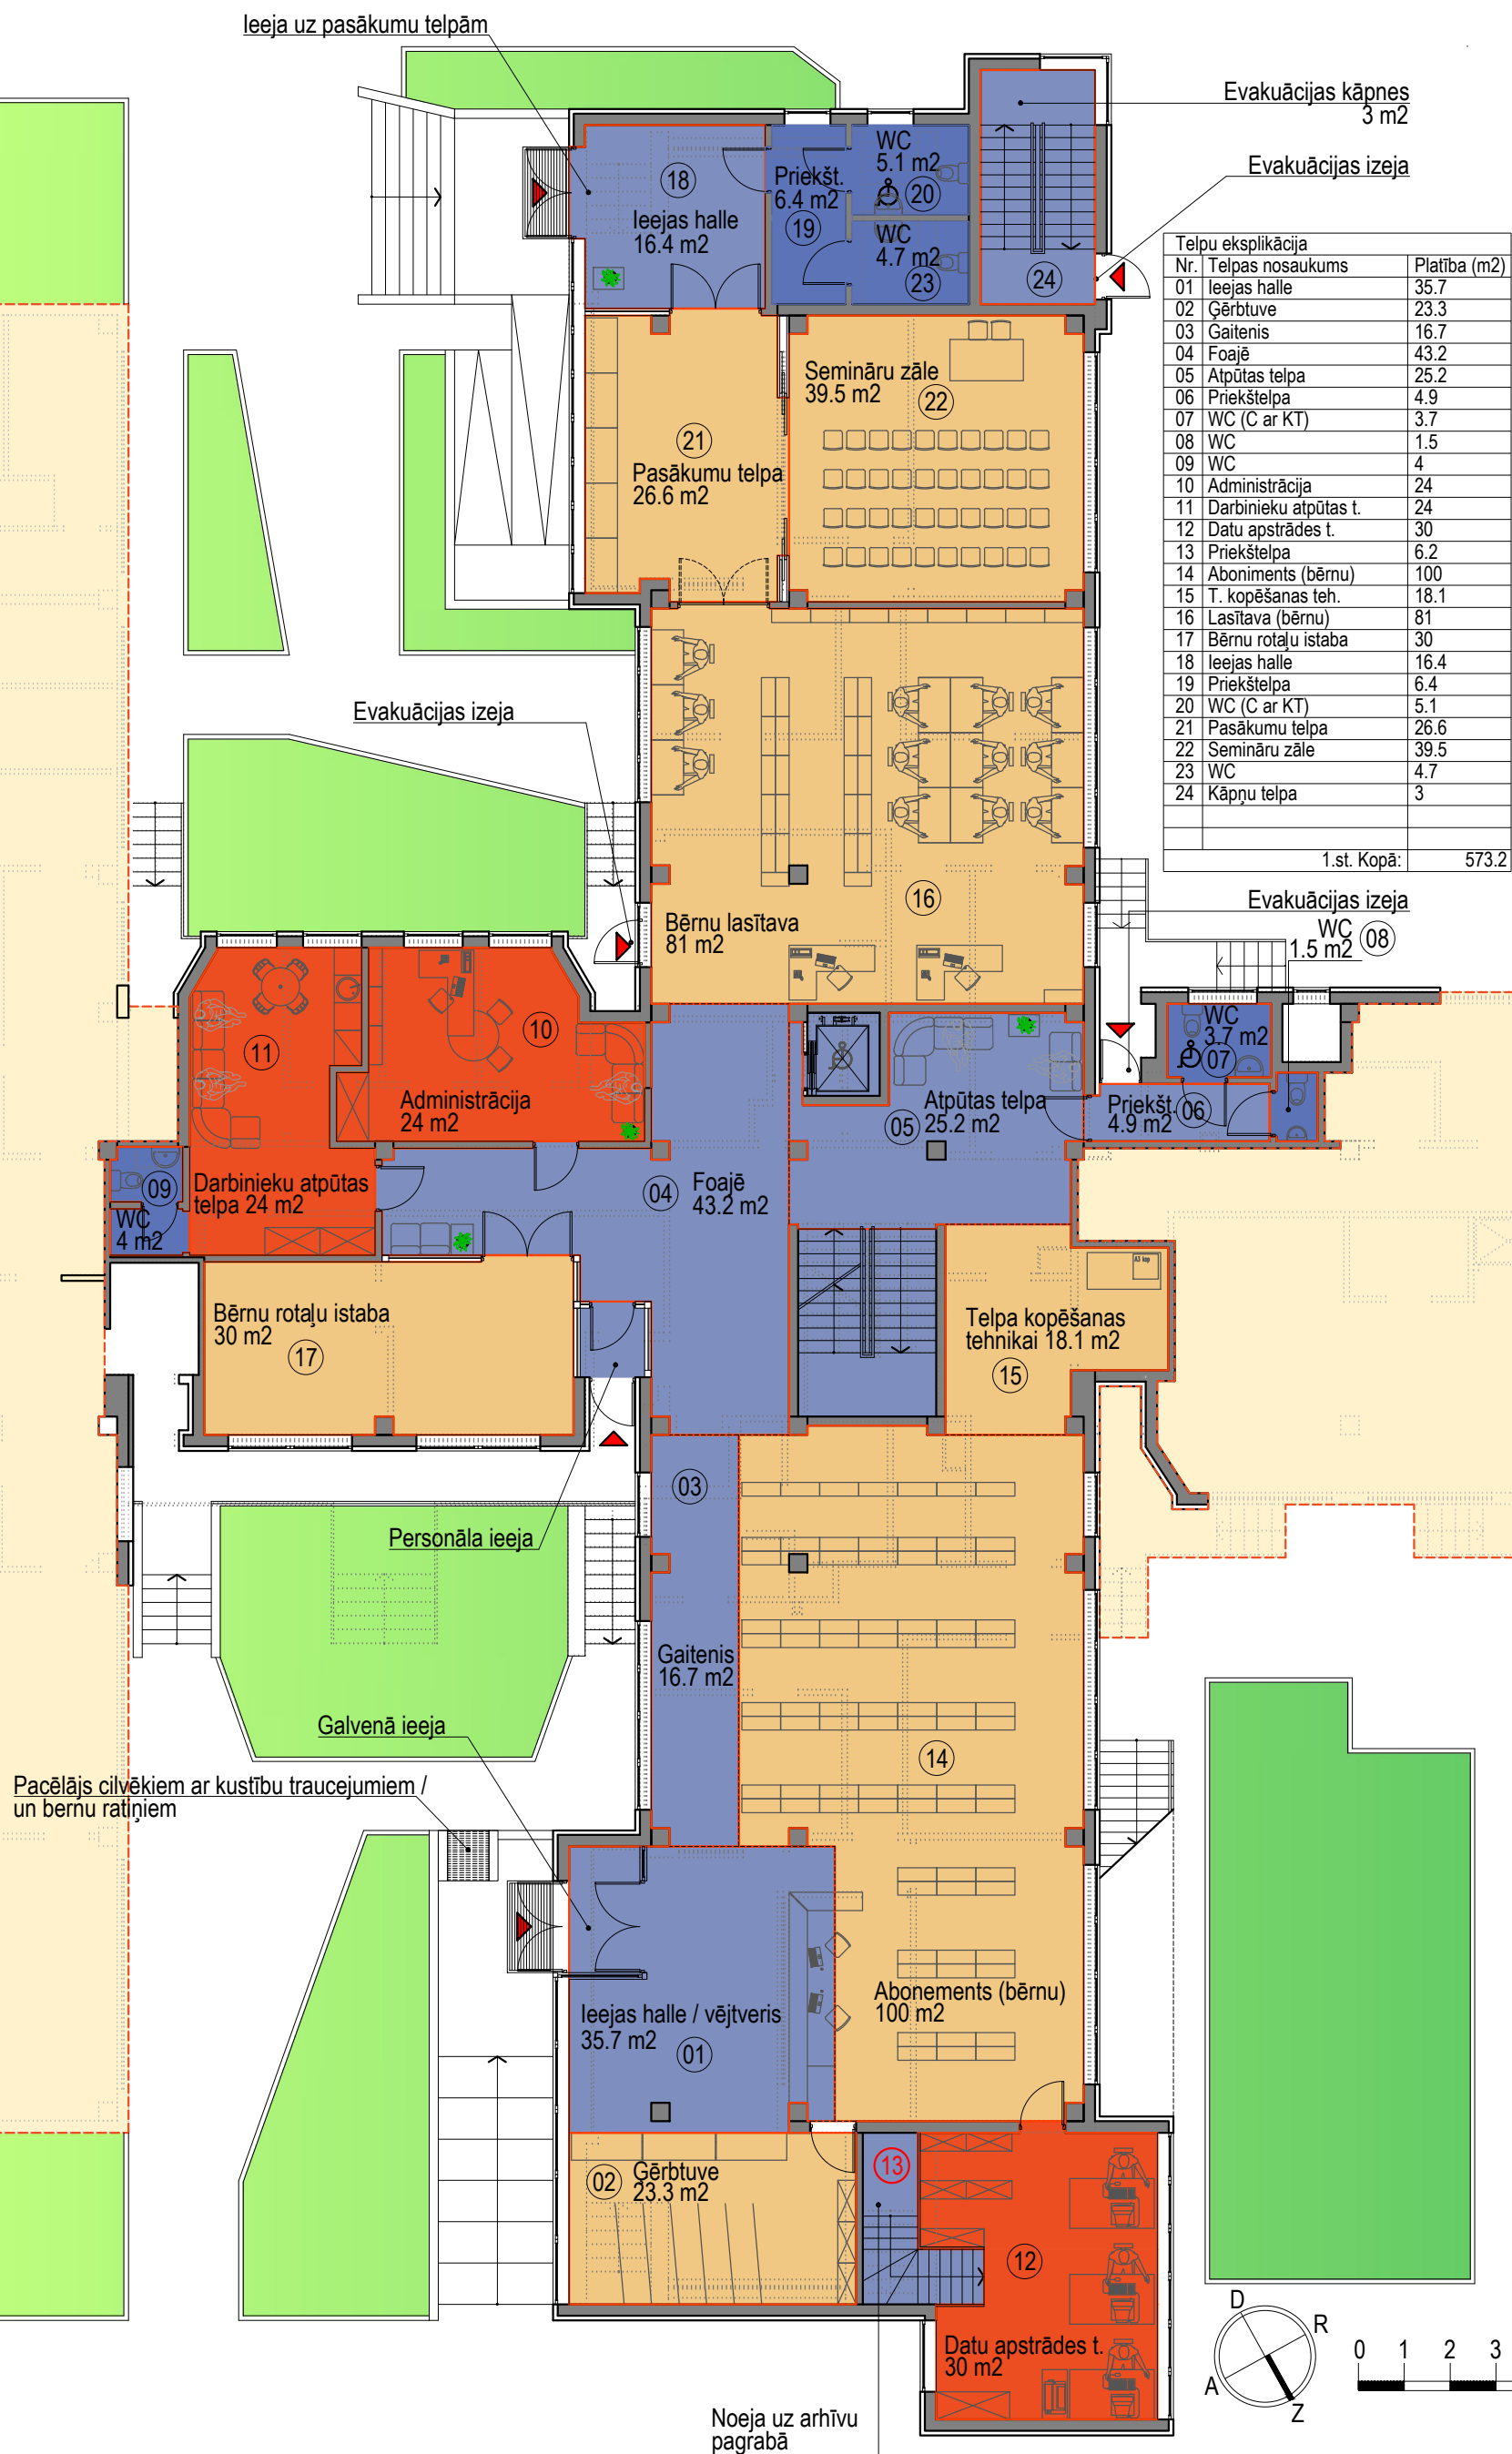 Ieeja uz pasākumu telpām
Evakuācijas kāpnes
3 m2
Evakuācijas izeja
WC
5.1 m2
20
Priekšt.
6.4 m2
19
18
Ieejas halle
16.4 m2
WC
4.7 m2
23
24
Telpu eksplikācija
Nr. Telpas nosaukums Platība (m2)
01 Ieejas halle 35.7
02 Ģērbtuve 23.3
03 Gaitenis 16.7
04 Foajē 43.2
05 Atpūtas telpa 25.2
06 Priekštelpa 4.9
07 WC (C ar KT) 3.7
08 WC 1.5
09 WC 4
10 Administrācija 24
11 Darbinieku atpūtas t. 24
12 Datu apstrādes t. 30
13 Priekštelpa 6.2
14 Aboniments (bērnu) 100
15 T. kopēšanas teh. 18.1
16 Lasītava (bērnu) 81
17 Bērnu rotaļu istaba 30
18 Ieejas halle 16.4
19 Priekštelpa 6.4
20 WC (C ar KT) 5.1
21 Pasākumu telpa 26.6
22 Semināru zāle 39.5
23 WC 4.7
24 Kāpņu telpa 3
1.st. Kopā: 573.2
Semināru zāle
39.5 m2
22
21
Pasākumu telpa
26.6 m2
Evakuācijas izeja
16
Bērnu lasītava
81 m2
Evakuācijas izeja
WC
1.5 m2
08
11
10
Administrācija
24 m2
WC
3.7 m2
07
05
Atpūtas telpa
25.2 m2
Priekšt.
4.9 m2
06
09
WC
4 m2
Darbinieku atpūtas
telpa 24 m2
04
Foajē
43.2 m2
A3 kop
Bērnu rotaļu istaba
30 m2
17
Telpa kopēšanas
tehnikai 18.1 m2
15
03
Personāla ieeja
Gaitenis
16.7 m2
Galvenā ieeja
14
Pacēlājs cilvēkiem ar kustību traucejumiem /
un bernu ratiņiem
Abonements (bērnu)
100 m2
Ieejas halle / vējtveris
35.7 m2
01
13
02
Gērbtuve
23.3 m2
12
Datu apstrādes t.
30 m2
D
R
A
Z
0 1 2 3
Noeja uz arhīvu
pagrabā